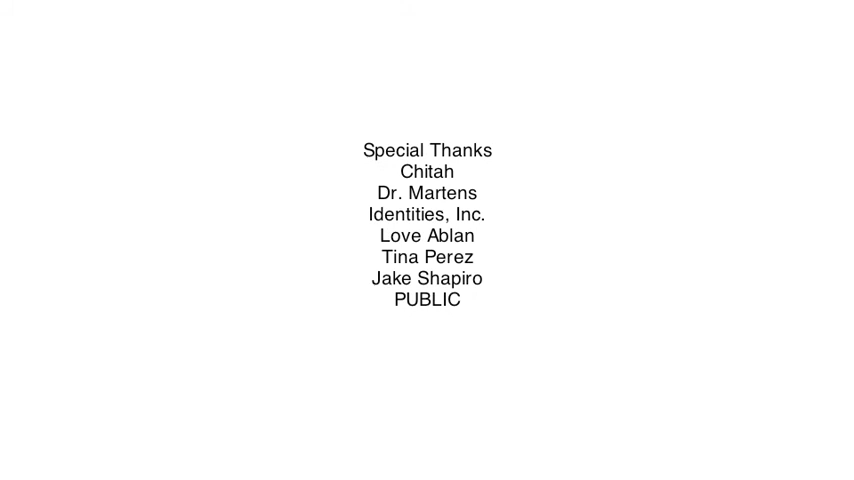 Special Thanks
Chitah
Dr. Martens
Identities, Inc.
Love Ablan
Tina Perez
Jake Shapiro
PUBLIC